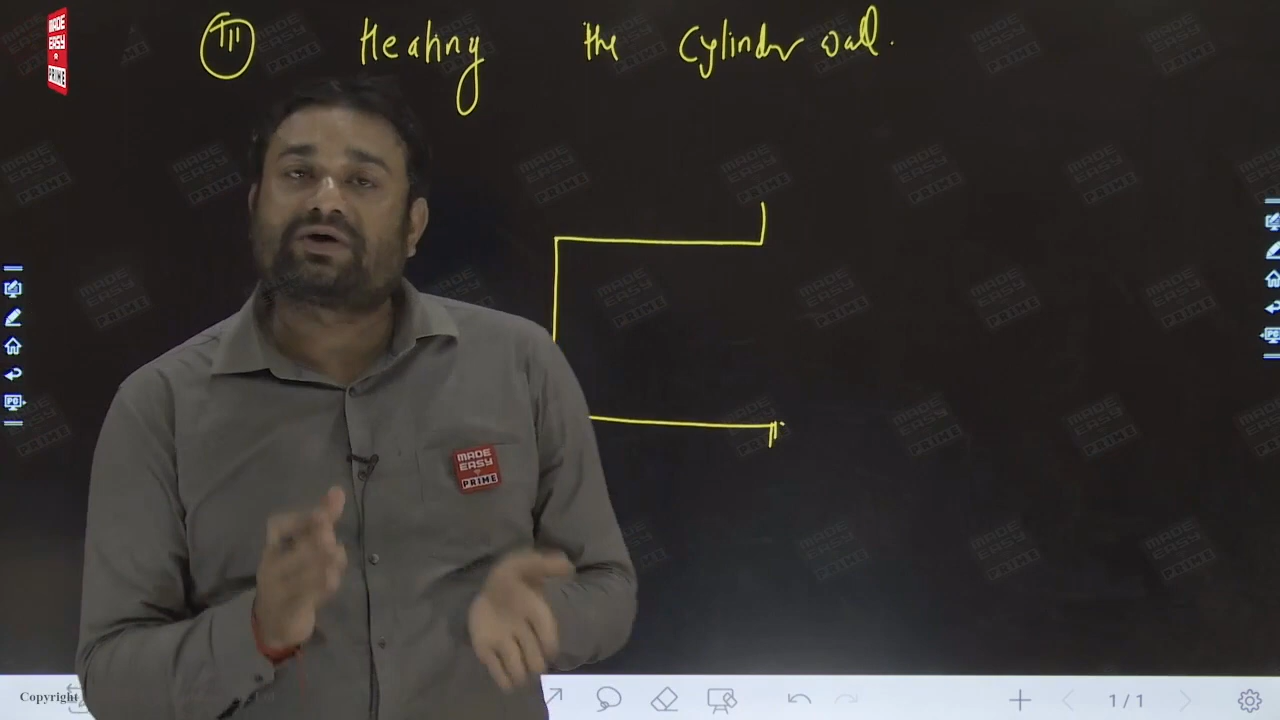 MADE EASY PRIME
III Heating the cylinder wall.
MADE EASY PRIME
Copyright
1 / 1